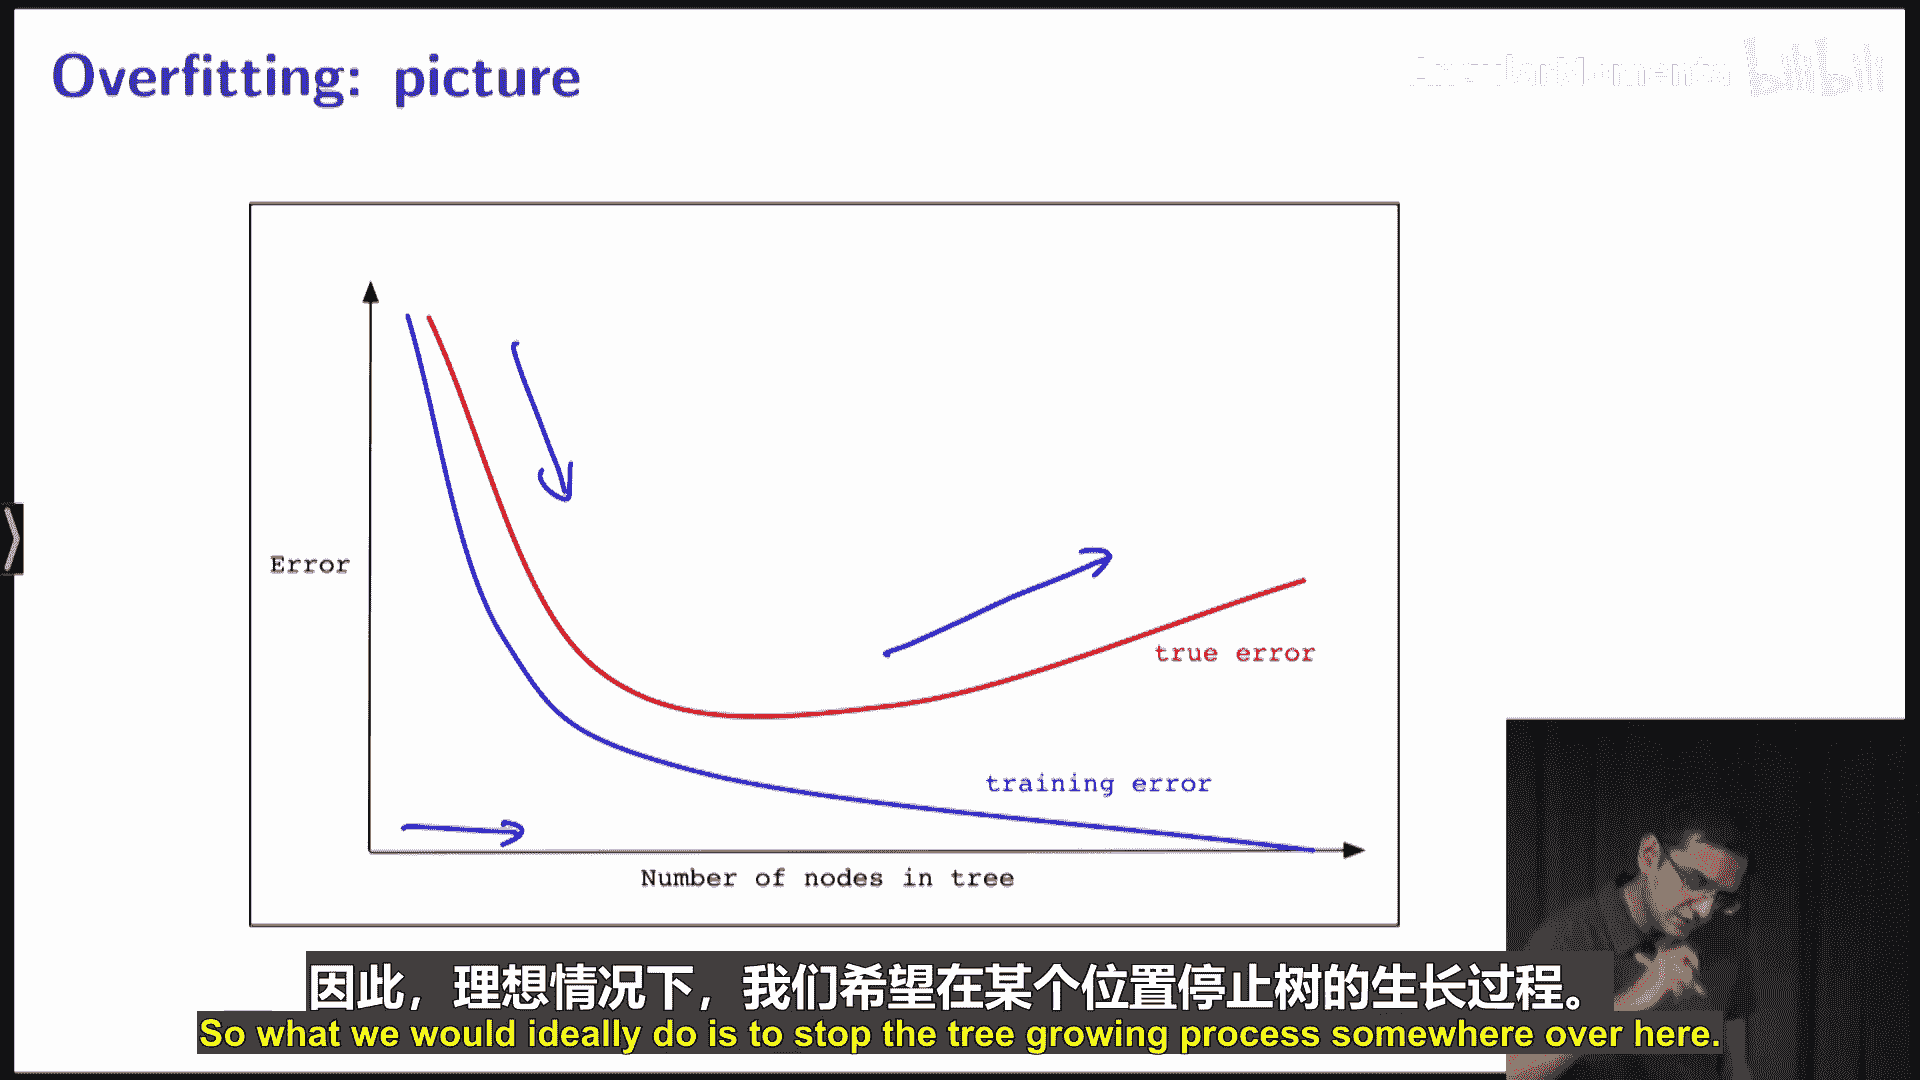 Overfitting: picture
bilibili
Error
true error
training error
Number of nodes in tree
因此，理想情况下，我们希望在某个位置停止树的生长过程。
So what we would ideally do is to stop the tree growing process somewhere over here.